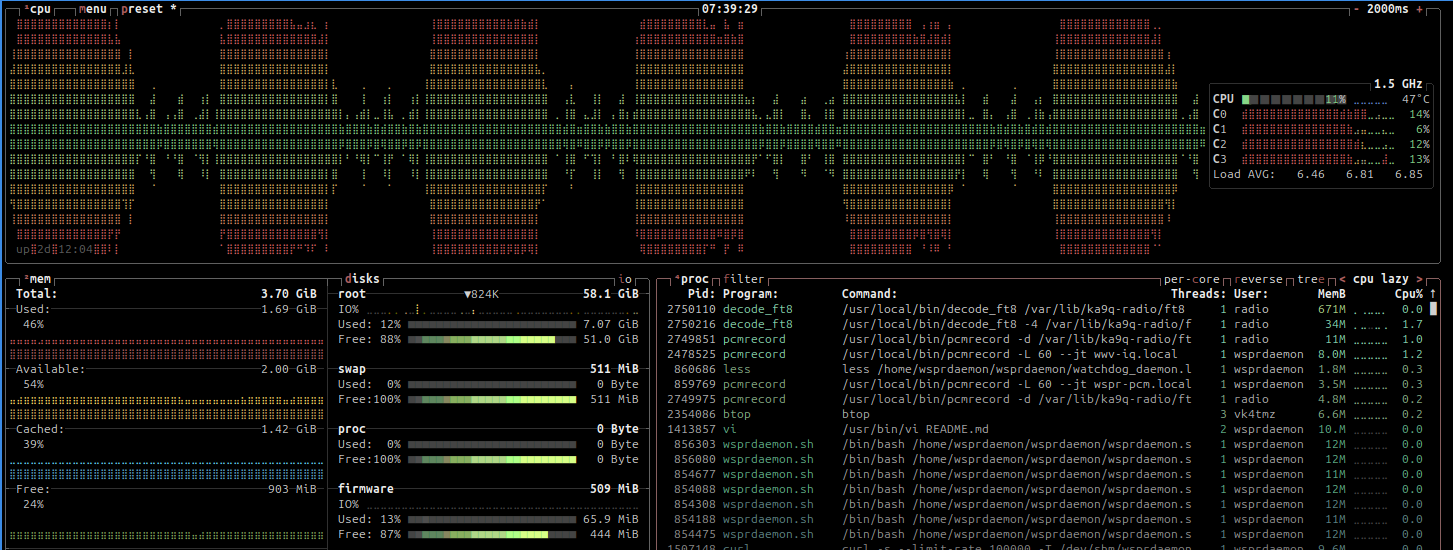 ³cpu menu preset * 07:39:29 - 2000ms +
1.5 GHz
CPU 11% 47°C
C0 14%
C1 6%
C2 12%
C3 13%
Load AVG: 6.46 6.81 6.85
up 2d 12:04
²mem
Total: 3.70 GiB
Used: 1.69 GiB
46%
Available: 2.00 GiB
54%
Cached: 1.42 GiB
39%
Free: 903 MiB
24%
disks io
root ▼824K 58.1 GiB
IO%
Used: 12% 7.07 GiB
Free: 88% 51.0 GiB
swap 511 MiB
Used: 0% 0 Byte
Free:100% 511 MiB
proc 0 Byte
Used: 0% 0 Byte
Free:100% 0 Byte
firmware 509 MiB
IO%
Used: 13% 65.9 MiB
Free: 87% 444 MiB
⁴proc filter per-core reverse tree < cpu lazy >
Pid: Program: Command: Threads: User: MemB Cpu% ↑
2750110 decode_ft8 /usr/local/bin/decode_ft8 /var/lib/ka9q-radio/ft8 1 radio 671M 0.0
2750216 decode_ft8 /usr/local/bin/decode_ft8 -4 /var/lib/ka9q-radio/f 1 radio 34M 1.7
2749851 pcmrecord /usr/local/bin/pcmrecord -d /var/lib/ka9q-radio/ft 1 radio 11M 1.0
2478525 pcmrecord /usr/local/bin/pcmrecord -L 60 --jt wwv-iq.local 1 wsprdaemon 8.0M 1.2
860686 less less /home/wsprdaemon/wsprdaemon/watchdog_daemon.l 1 wsprdaemon 1.8M 0.3
859769 pcmrecord /usr/local/bin/pcmrecord -L 60 --jt wspr-pcm.local 1 wsprdaemon 3.5M 0.3
2749975 pcmrecord /usr/local/bin/pcmrecord -d /var/lib/ka9q-radio/ft 1 radio 4.8M 0.2
2354086 btop btop 3 vk4tmz 6.6M 0.2
1413857 vi /usr/bin/vi README.md 2 wsprdaemon 10.M 0.0
856303 wsprdaemon.sh /bin/bash /home/wsprdaemon/wsprdaemon/wsprdaemon.s 1 wsprdaemon 12M 0.0
856080 wsprdaemon.sh /bin/bash /home/wsprdaemon/wsprdaemon/wsprdaemon.s 1 wsprdaemon 12M 0.0
854677 wsprdaemon.sh /bin/bash /home/wsprdaemon/wsprdaemon/wsprdaemon.s 1 wsprdaemon 11M 0.0
854088 wsprdaemon.sh /bin/bash /home/wsprdaemon/wsprdaemon/wsprdaemon.s 1 wsprdaemon 12M 0.0
854308 wsprdaemon.sh /bin/bash /home/wsprdaemon/wsprdaemon/wsprdaemon.s 1 wsprdaemon 12M 0.0
854188 wsprdaemon.sh /bin/bash /home/wsprdaemon/wsprdaemon/wsprdaemon.s 1 wsprdaemon 11M 0.0
854475 wsprdaemon.sh /bin/bash /home/wsprdaemon/wsprdaemon/wsprdaemon.s 1 wsprdaemon 12M 0.0
1507148 curl curl -s --limit-rate 100000 -T /dev/shm/wsprdaemon 1 wsprdaemon 9.6M 0.0